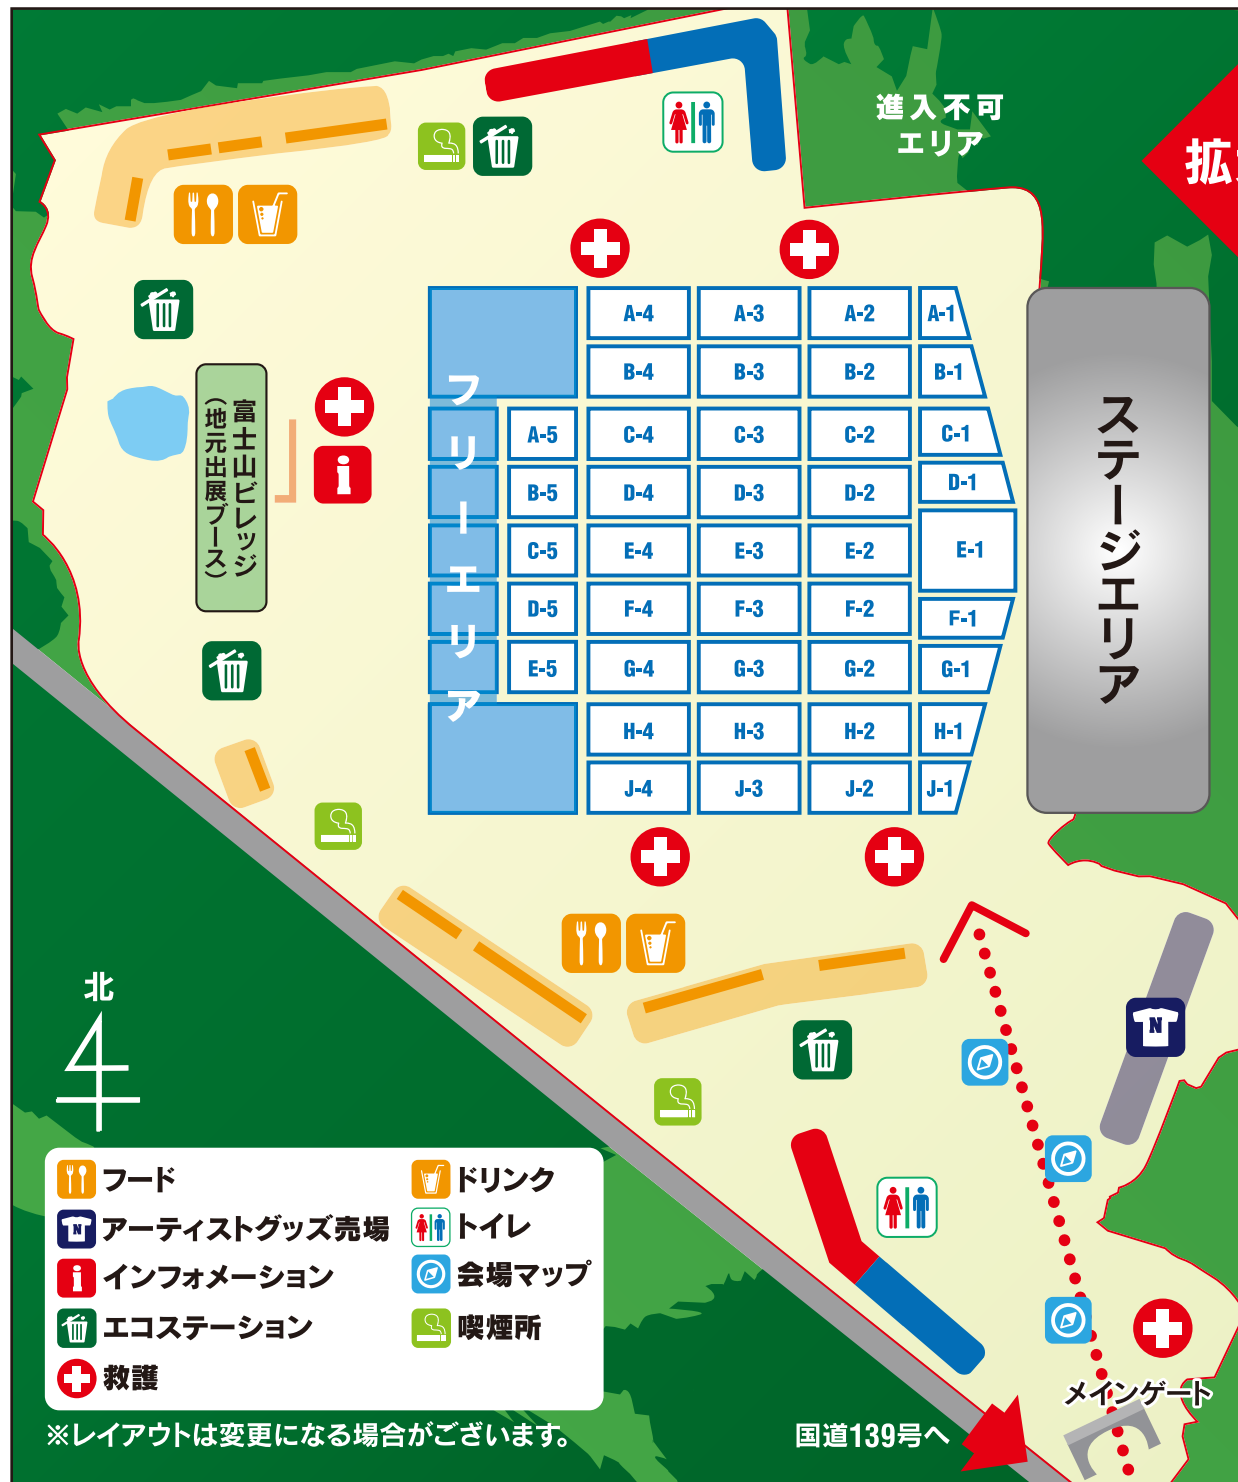 進入不可
エリア
拡
A-4 A-3 A-2 A-1
B-4 B-3 B-2 B-1
A-5 C-4 C-3 C-2 C-1
B-5 D-4 D-3 D-2 D-1
C-5 E-4 E-3 E-2 E-1
D-5 F-4 F-3 F-2 F-1
E-5 G-4 G-3 G-2 G-1
H-4 H-3 H-2 H-1
J-4 J-3 J-2 J-1
フリーエリア
ステージエリア
富士山ビレッジ
（地元出展ブース）
i
N
北
フード
ドリンク
N
アーティストグッズ売場
トイレ
i
インフォメーション
会場マップ
エコステーション
喫煙所
救護
メインゲート
※レイアウトは変更になる場合がございます。
国道139号へ